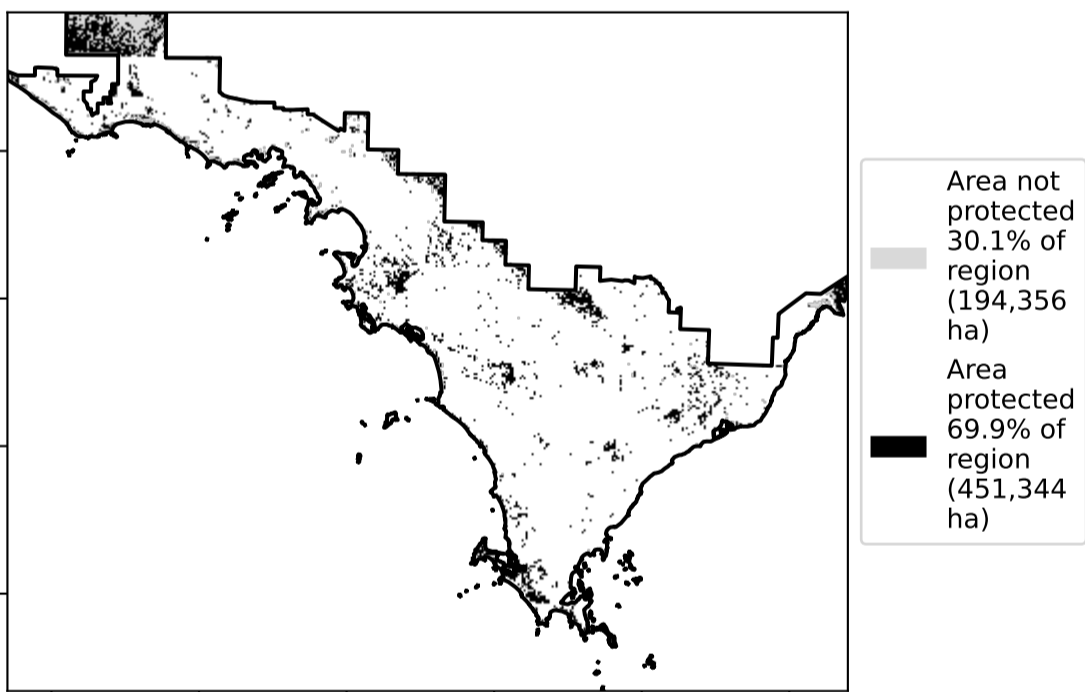 Area not
protected
30.1% of
region
(194,356
ha)
Area
protected
69.9% of
region
(451,344
ha)